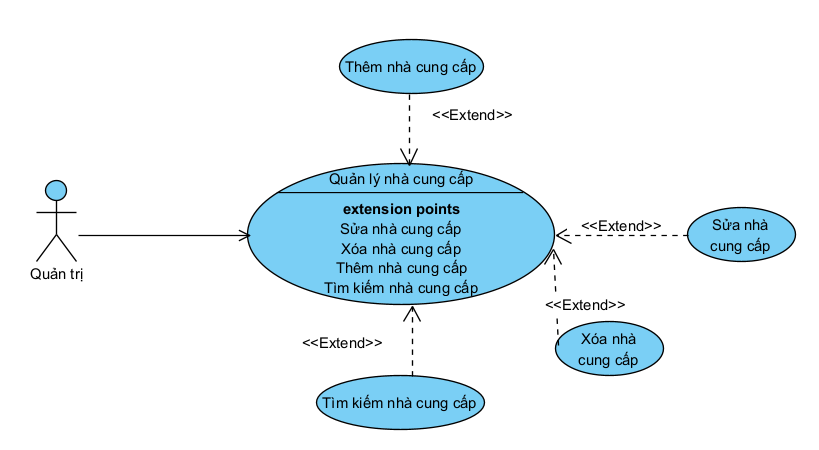 Thêm nhà cung cấp
<<Extend>>
Quản lý nhà cung cấp
extension points
Sửa nhà cung cấp
Xóa nhà cung cấp
Thêm nhà cung cấp
Tìm kiếm nhà cung cấp
Quản trị
<<Extend>>
Sửa nhà
cung cấp
<<Extend>>
Xóa nhà
cung cấp
<<Extend>>
Tìm kiếm nhà cung cấp